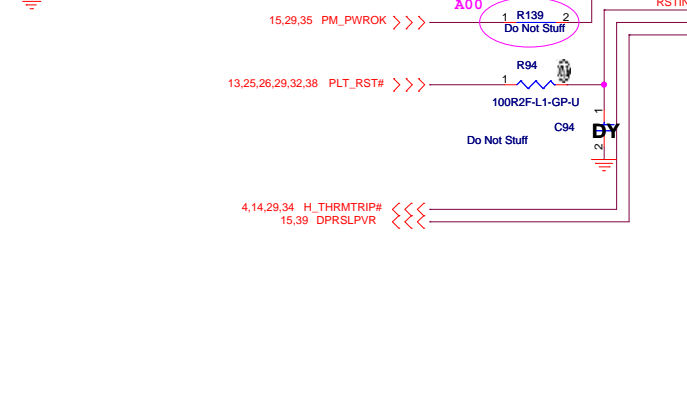 A00
RSTIN
15,29,35 PM_PWROK
1 R139 2
Do Not Stuff
R94
13,25,26,29,32,38 PLT_RST#
1
100R2F-L1-GP-U
1
C94 DY
Do Not Stuff
2
4,14,29,34 H_THRMTRIP#
15,39 DPRSLPVR